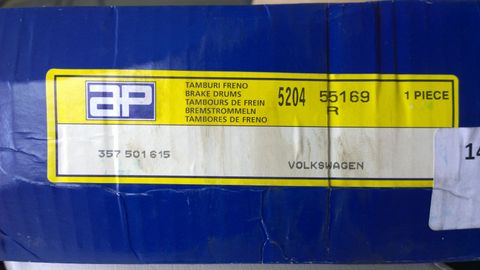 ap
TAMBURI FRENO
BRAKE DRUMS
TAMBOURS DE FREIN
BREMSTROMMELN
TAMBORES DE FRENO
5204 55169 1 PIECE
R
357 501 615 VOLKSWAGEN
14